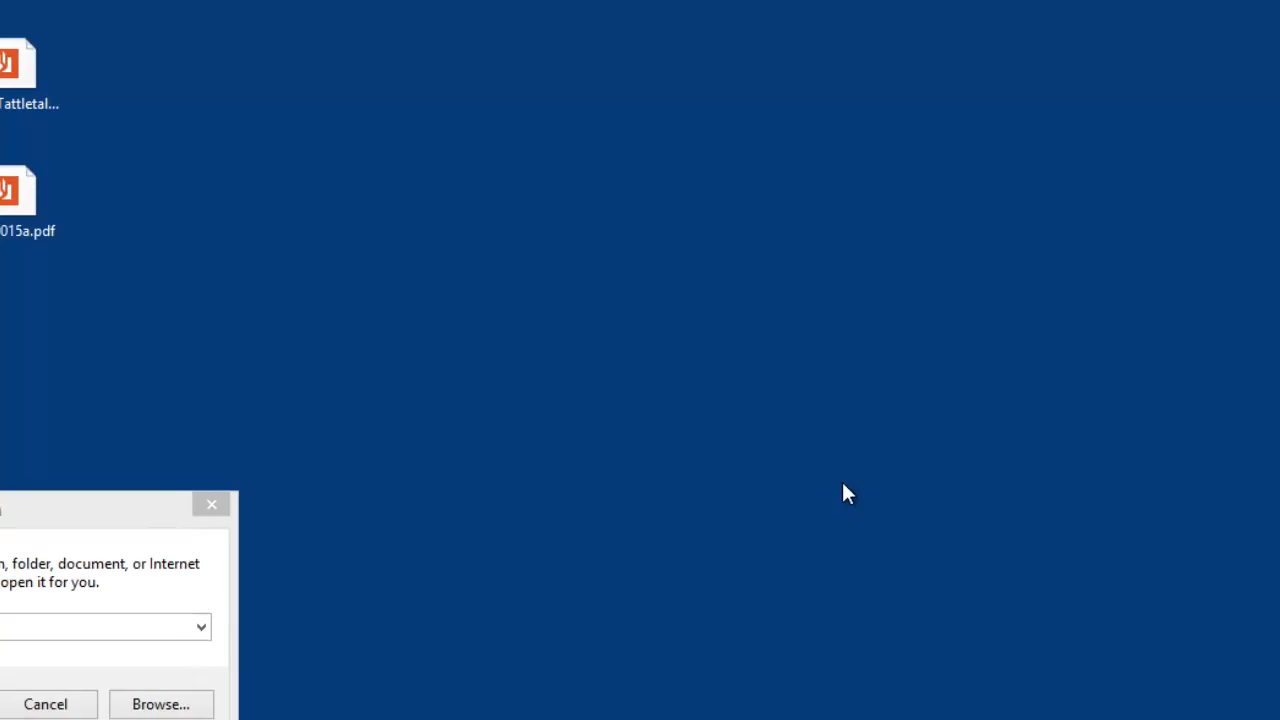 Tattletal...
015a.pdf
, folder, document, or Internet
open it for you.
Cancel
Browse...